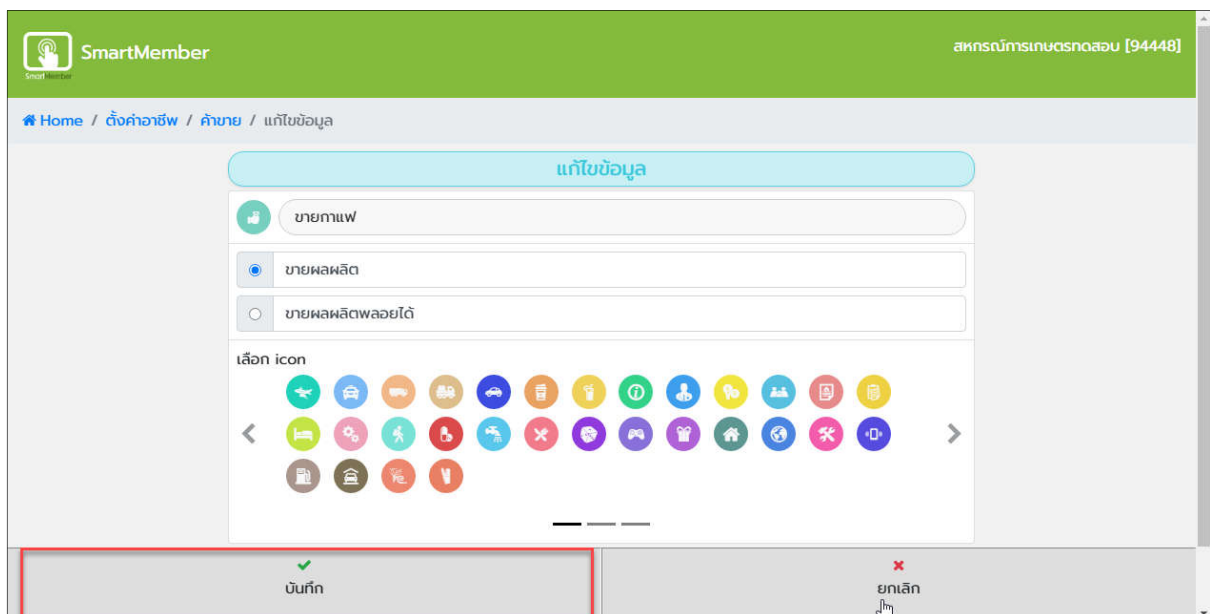 SmartMember
SmartMember
สหกรณ์การเกษตรทดสอบ [94448]
Home / ตั้งค่าอาชีพ / ค้าขาย / แก้ไขข้อมูล
แก้ไขข้อมูล
ขายกาแฟ
ขายผลผลิต
ขายผลผลิตพลอยได้
เลือก icon
บันทึก
ยกเลิก